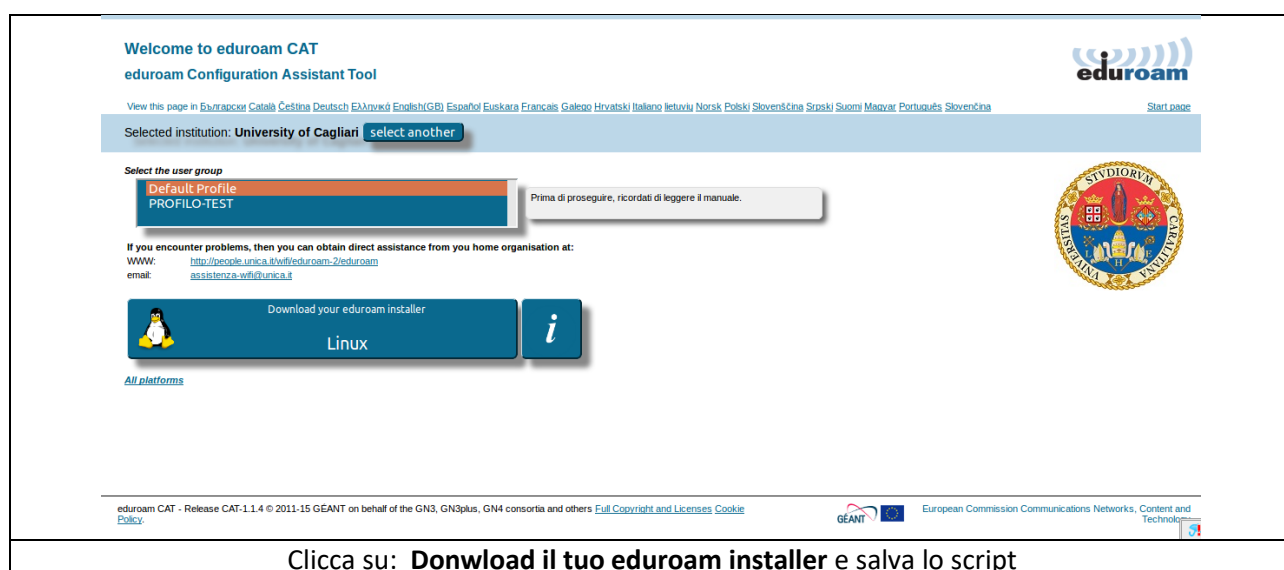 Welcome to eduroam CAT
eduroam Configuration Assistant Tool
eduroam
View this page in Български Català Čeština Deutsch Ελληνικά English(GB) Español Euskara Français Galego Hrvatski Italiano lietuvių Norsk Polski Slovenščina Srpski Suomi Magyar Português Slovenčina
Start page
Selected institution: University of Cagliari select another
Select the user group
Default Profile
PROFILO-TEST
Prima di proseguire, ricordati di leggere il manuale.
STVDIORVM
VNIVERSITAS
CARALITANA
L H E
If you encounter problems, then you can obtain direct assistance from you home organisation at:
WWW: http://people.unica.it/wifi/eduroam-2/eduroam
email: assistenza-wifi@unica.it
Download your eduroam installer
Linux
i
All platforms
eduroam CAT - Release CAT-1.1.4 © 2011-15 GÉANT on behalf of the GN3, GN3plus, GN4 consortia and others Full Copyright and Licenses Cookie
Policy.
GÉANT
European Commission Communications Networks, Content and
Clicca su: Donwload il tuo eduroam installer e salva lo script